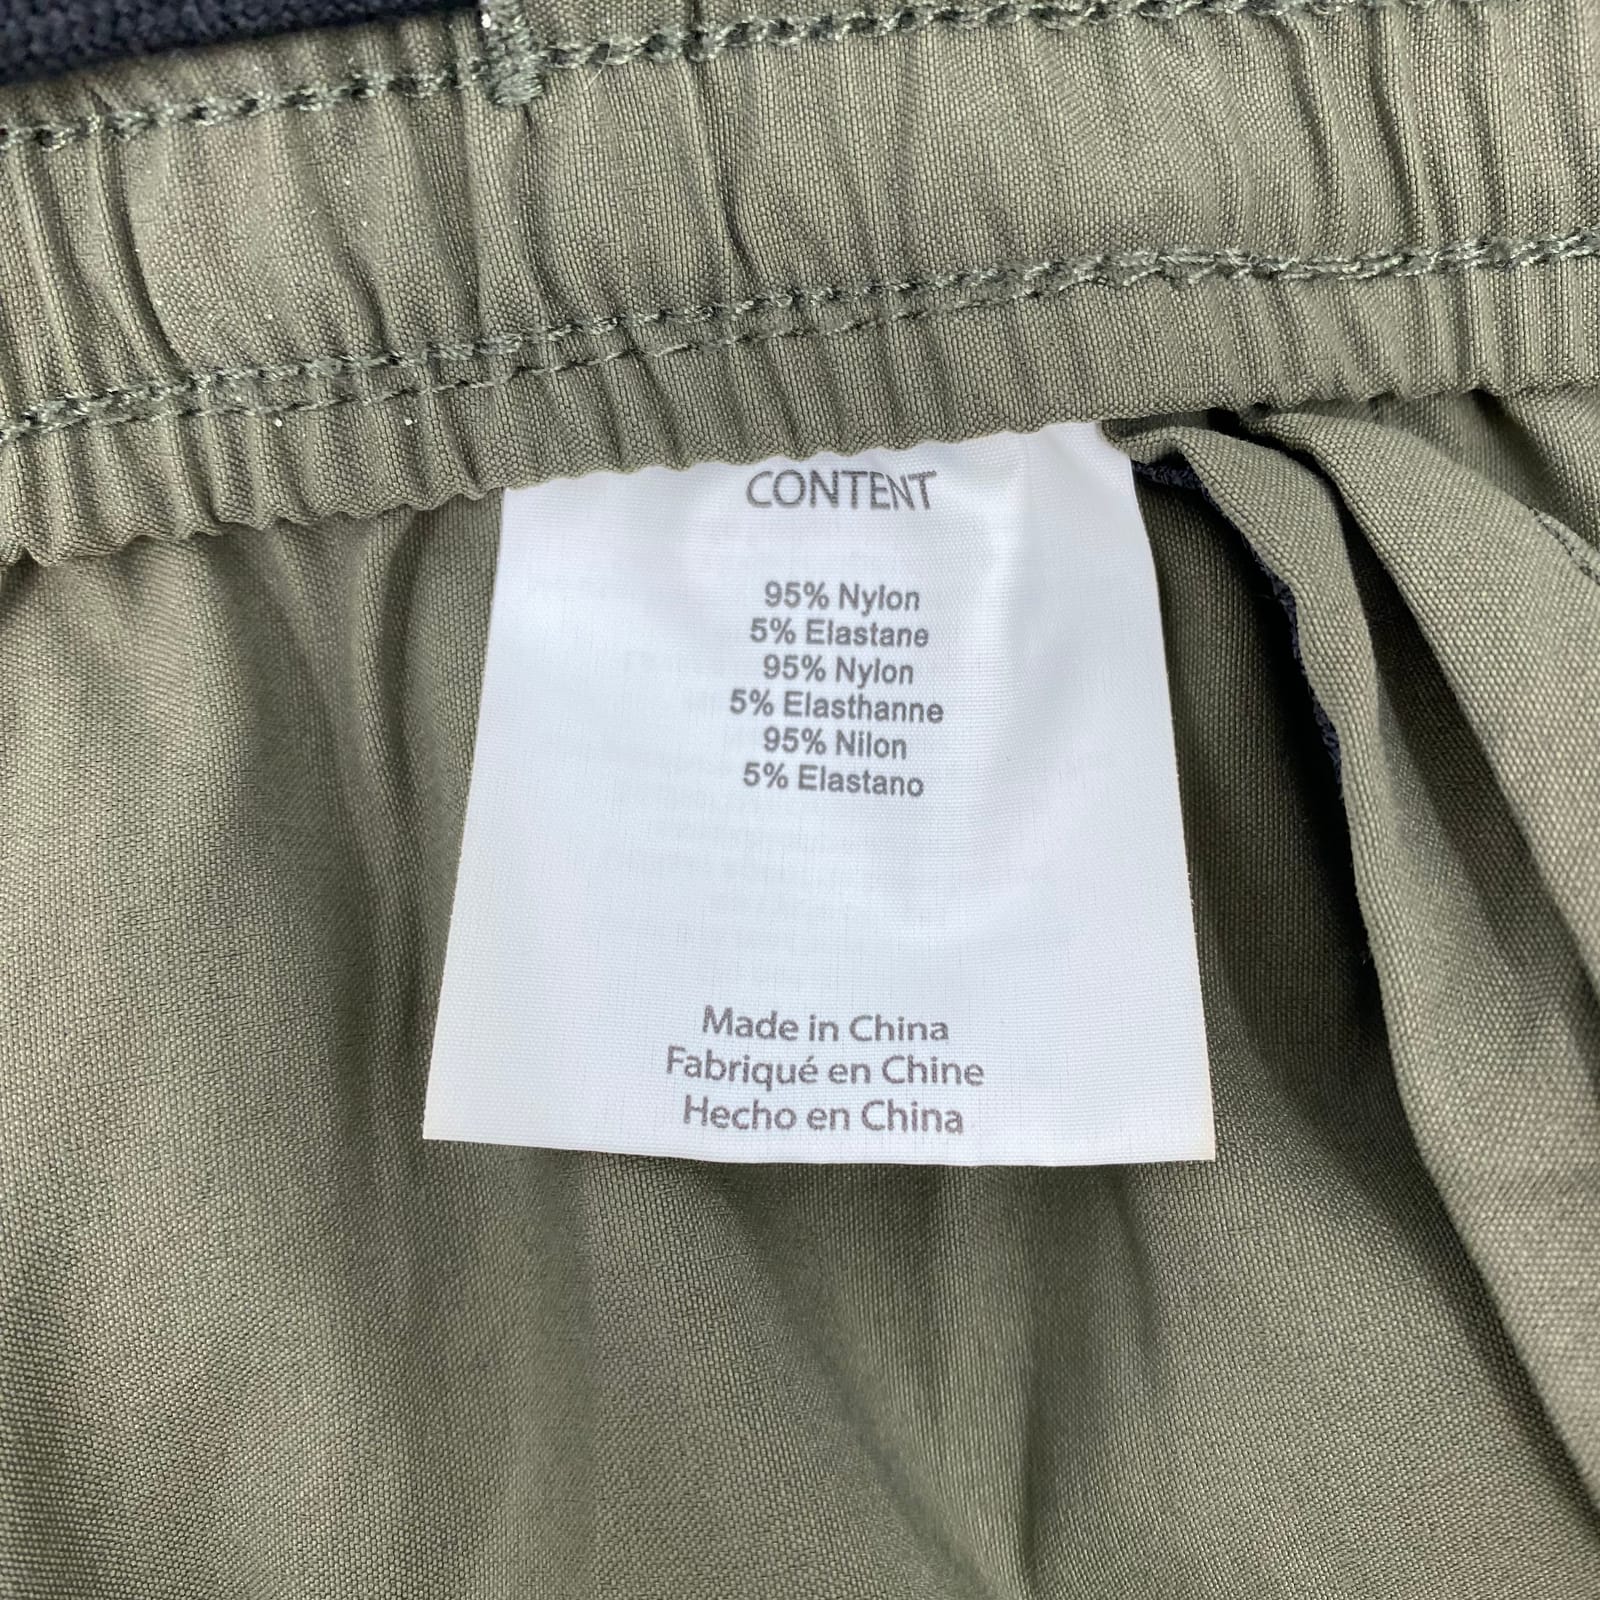 CONTENT
95% Nylon
5% Elastane
95% Nylon
5% Elasthanne
95% Nilon
5% Elastano
Made in China
Fabriqué en Chine
Hecho en China